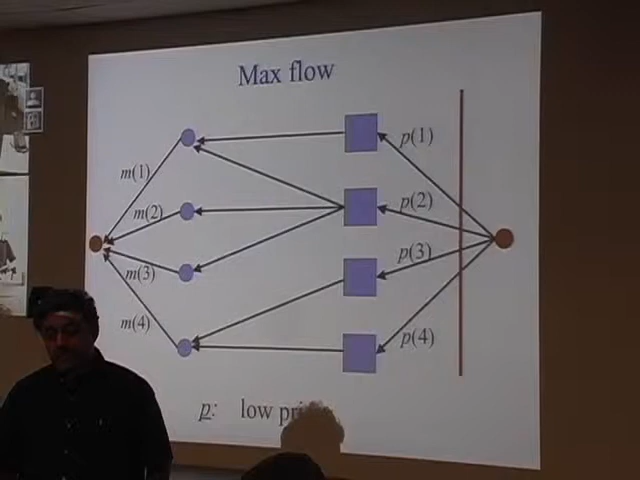 Max flow
m(1)
p(1)
m(2)
p(2)
m(3)
p(3)
m(4)
p(4)
p: low